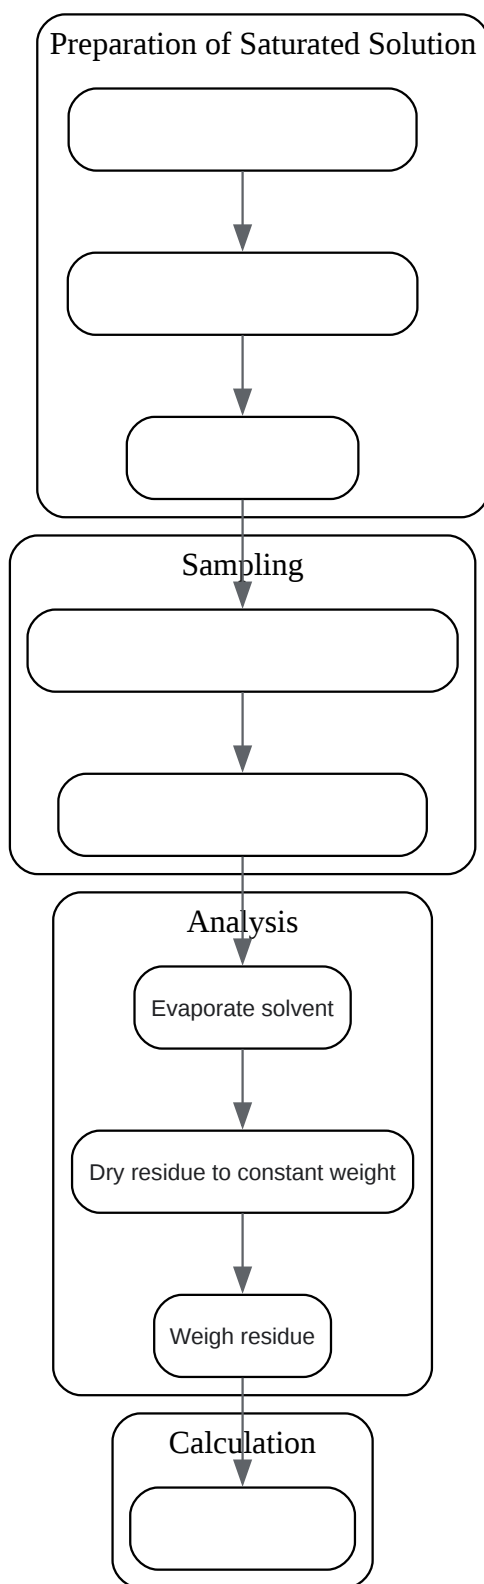 Preparation of Saturated Solution
Sampling
Analysis
Evaporate solvent
Dry residue to constant weight
Weigh residue
Calculation